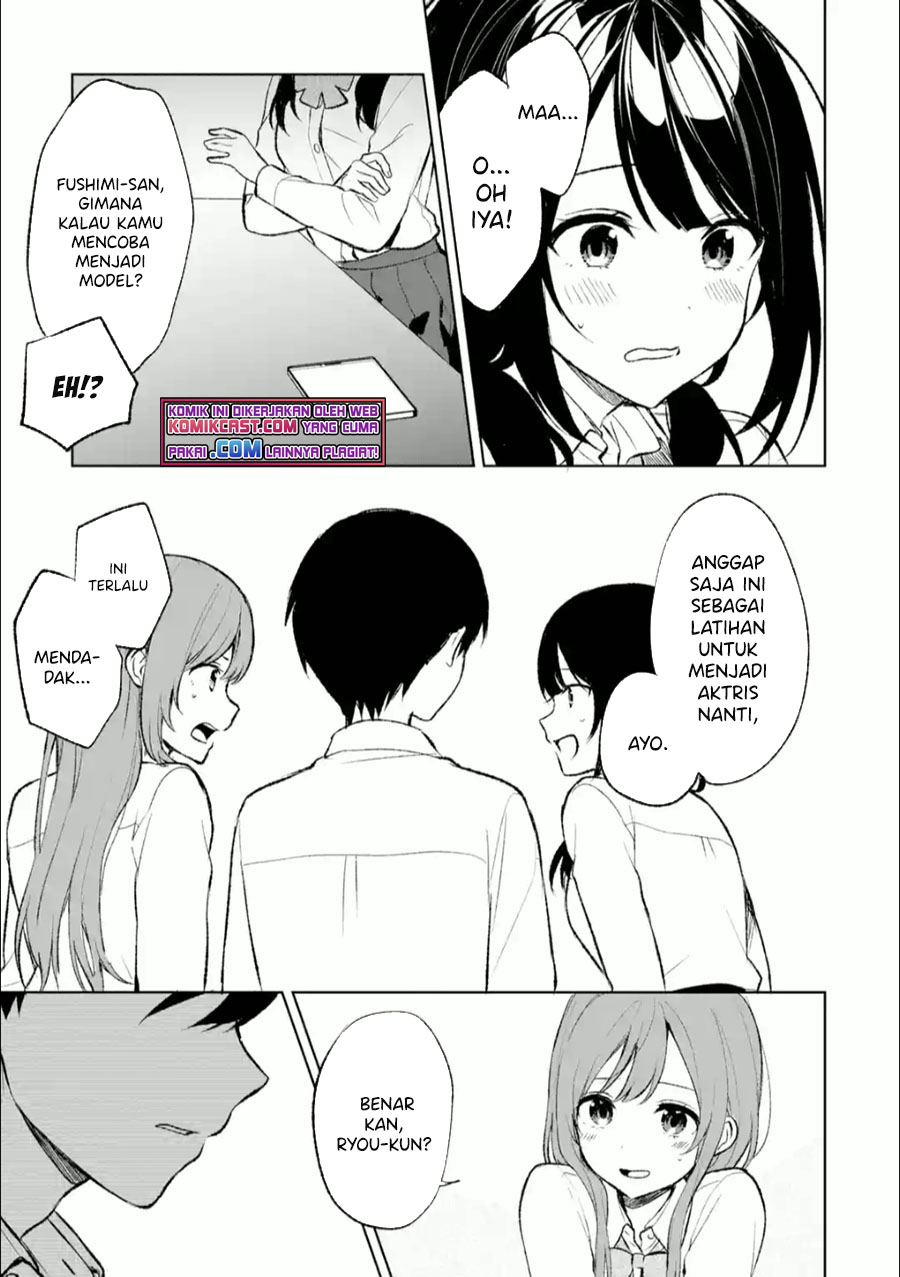 MAA...
O...
OH
IYA!
FUSHIMI-SAN,
GIMANA
KALAU KAMU
MENCOBA
MENJADI
MODEL?
EH!?
KOMIK INI DIKERJAKAN OLEH WEB
KOMIKCAST.COM YANG CUMA
PAKAI .COM LAINNYA PLAGIAT!
ANGGAP
SAJA INI
SEBAGAI
LATIHAN
UNTUK
MENJADI
AKTRIS
NANTI,
AYO.
INI
TERLALU
MENDA-
DAK...
BENAR
KAN,
RYOU-KUN?